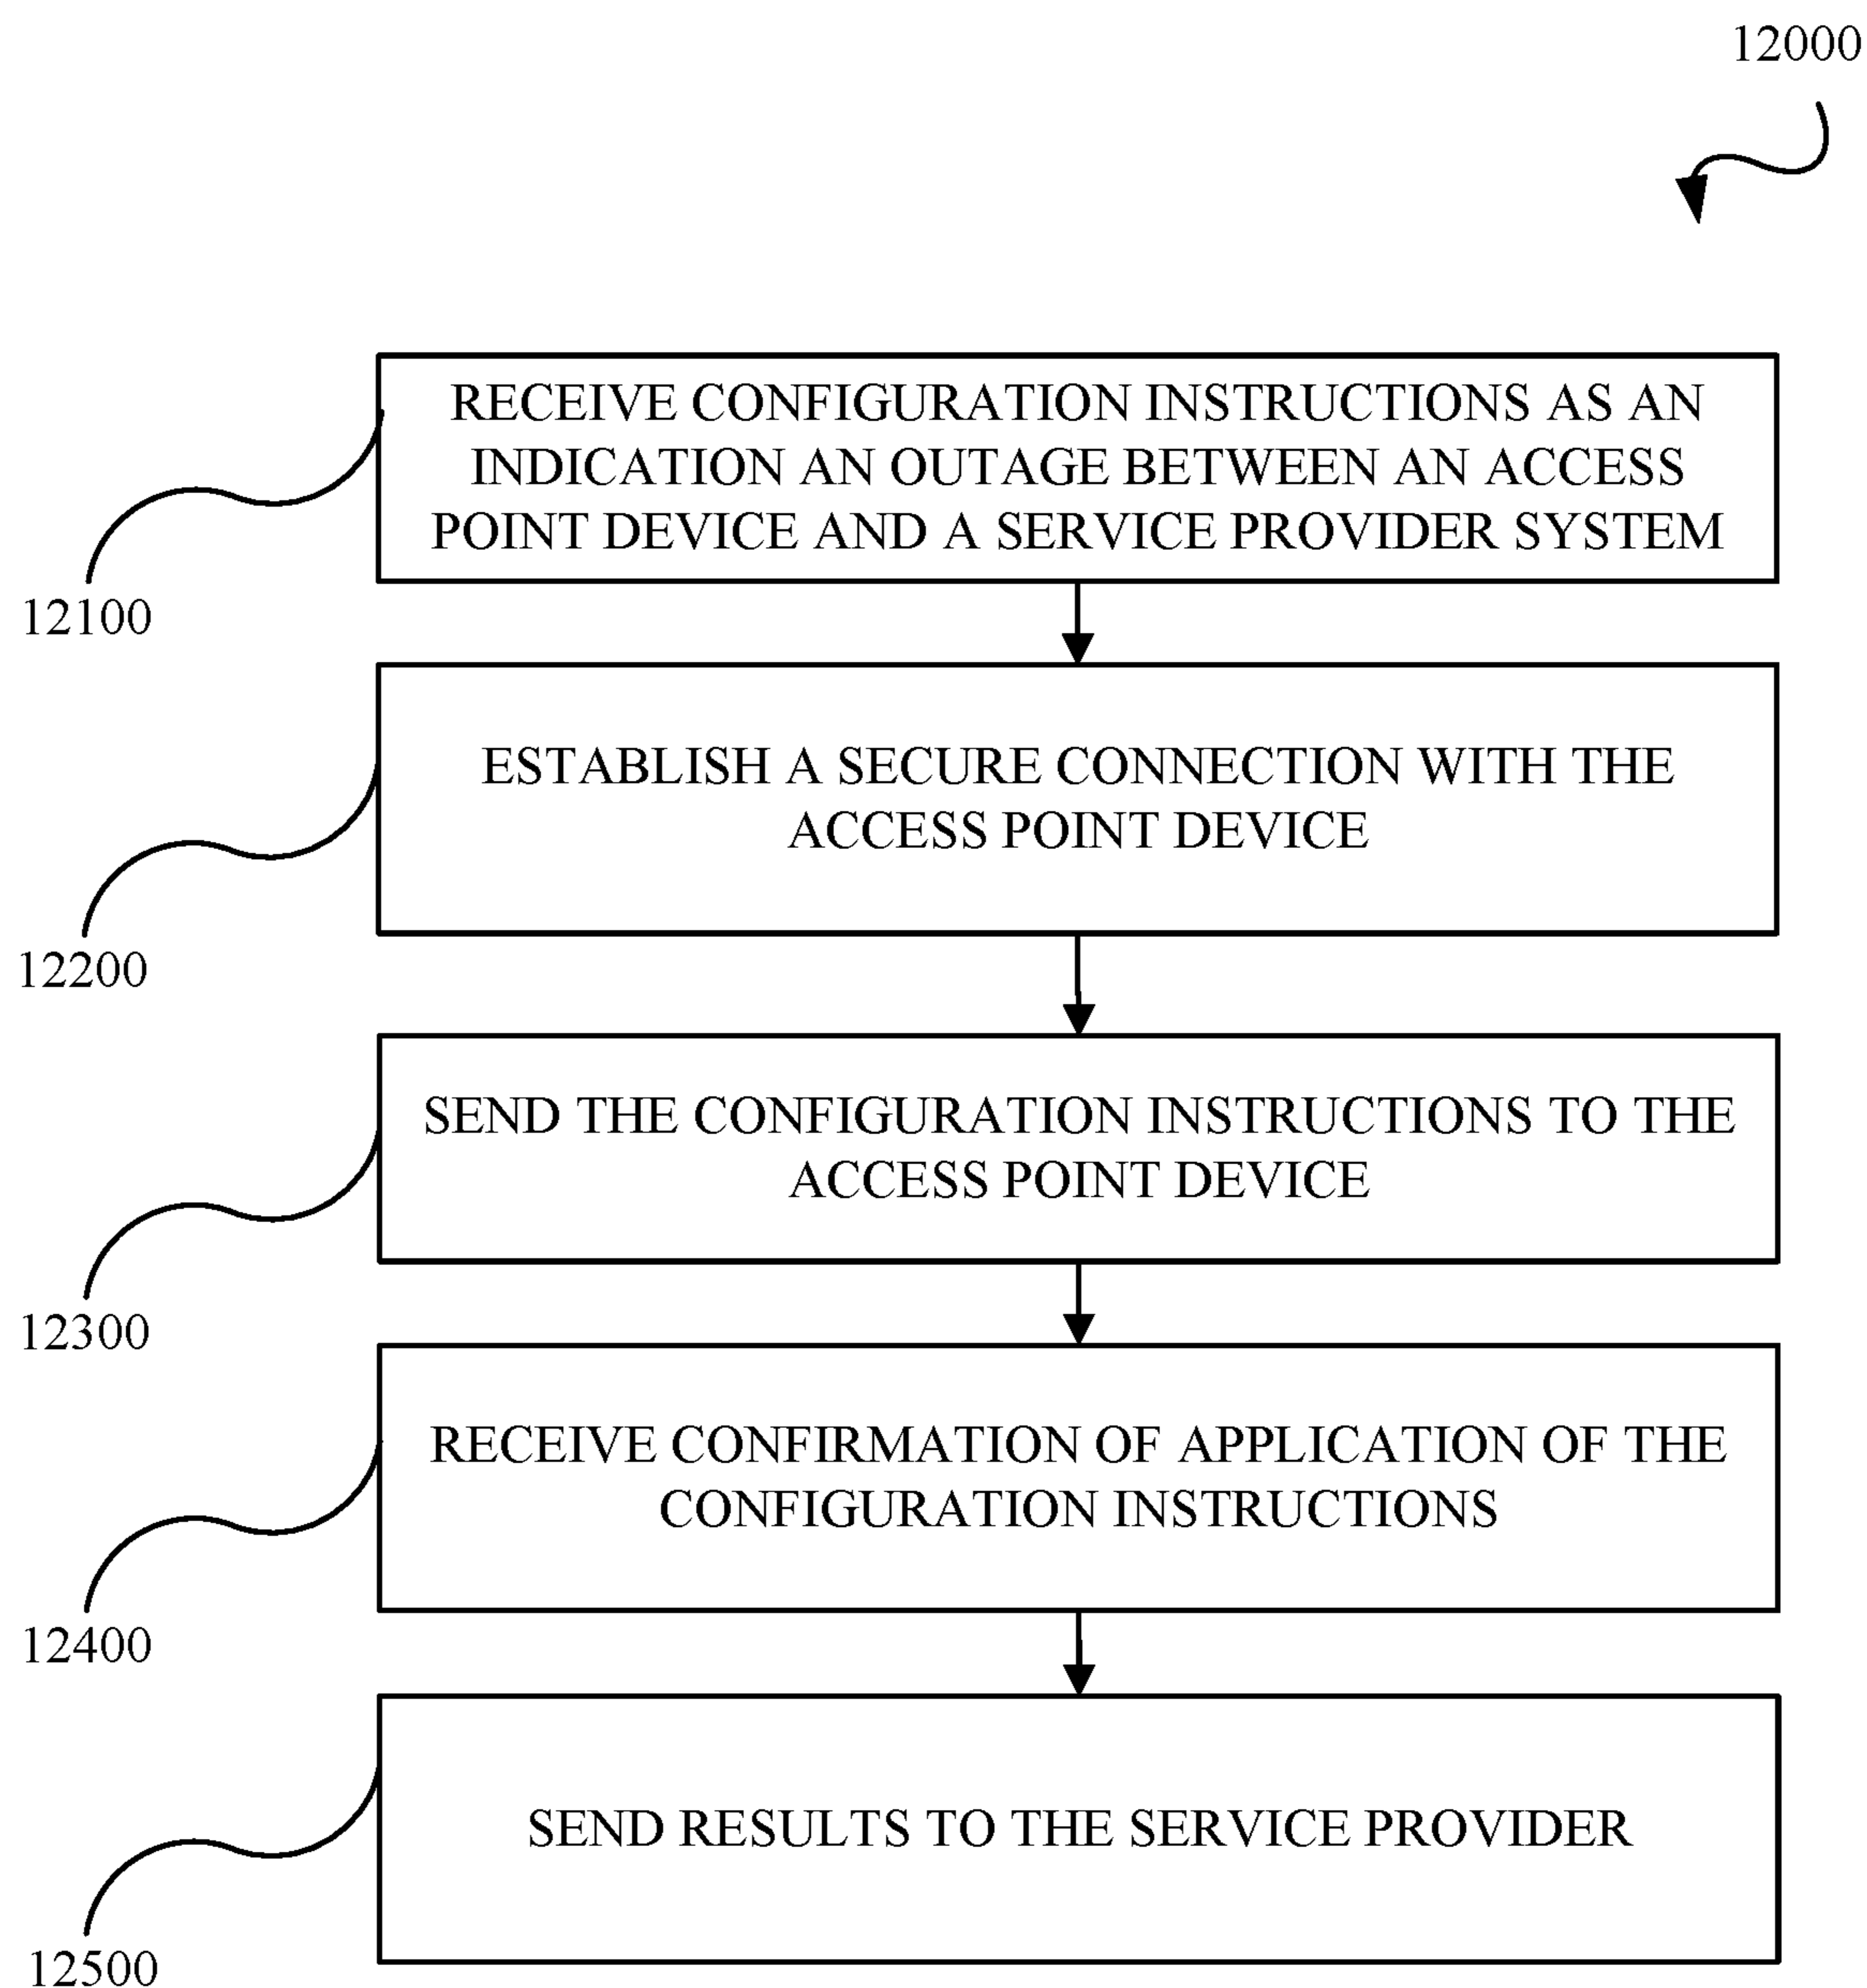 12000
RECEIVE CONFIGURATION INSTRUCTIONS AS AN
INDICATION AN OUTAGE BETWEEN AN ACCESS
POINT DEVICE AND A SERVICE PROVIDER SYSTEM
12100
ESTABLISH A SECURE CONNECTION WITH THE
ACCESS POINT DEVICE
12200
SEND THE CONFIGURATION INSTRUCTIONS TO THE
ACCESS POINT DEVICE
12300
RECEIVE CONFIRMATION OF APPLICATION OF THE
CONFIGURATION INSTRUCTIONS
12400
SEND RESULTS TO THE SERVICE PROVIDER
12500